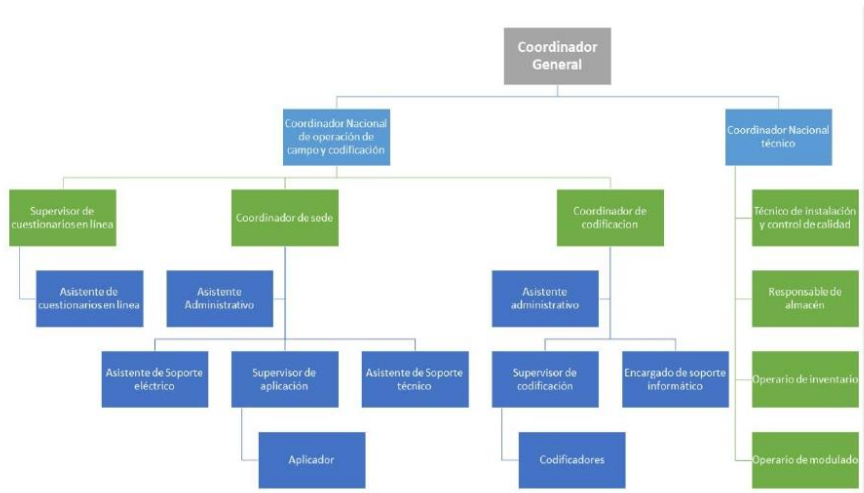 Coordinador
General
Coordinador Nacional
de operación de
campo y codificación
Coordinador Nacional
técnico
Supervisor de
cuestionarios en línea
Coordinador de sede
Coordinador de
codificacion
Técnico de instalación
y control de calidad
Asistente de
cuestionarios en línea
Asistente
Administrativo
Asistente
administrativo
Responsable de
almacén
Asistente de Soporte
eléctrico
Supervisor de
aplicación
Asistente de Soporte
técnico
Supervisor de
codificación
Encargado de soporte
informático
Operario de inventario
Aplicador
Codificadores
Operario de modulado